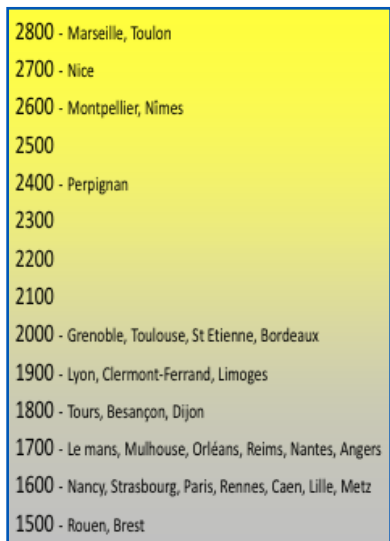 2800 - Marseille, Toulon
2700 - Nice
2600 - Montpellier, Nîmes
2500
2400 - Perpignan
2300
2200
2100
2000 - Grenoble, Toulouse, St Etienne, Bordeaux
1900 - Lyon, Clermont-Ferrand, Limoges
1800 - Tours, Besançon, Dijon
1700 - Le mans, Mulhouse, Orléans, Reims, Nantes, Angers
1600 - Nancy, Strasbourg, Paris, Rennes, Caen, Lille, Metz
1500 - Rouen, Brest